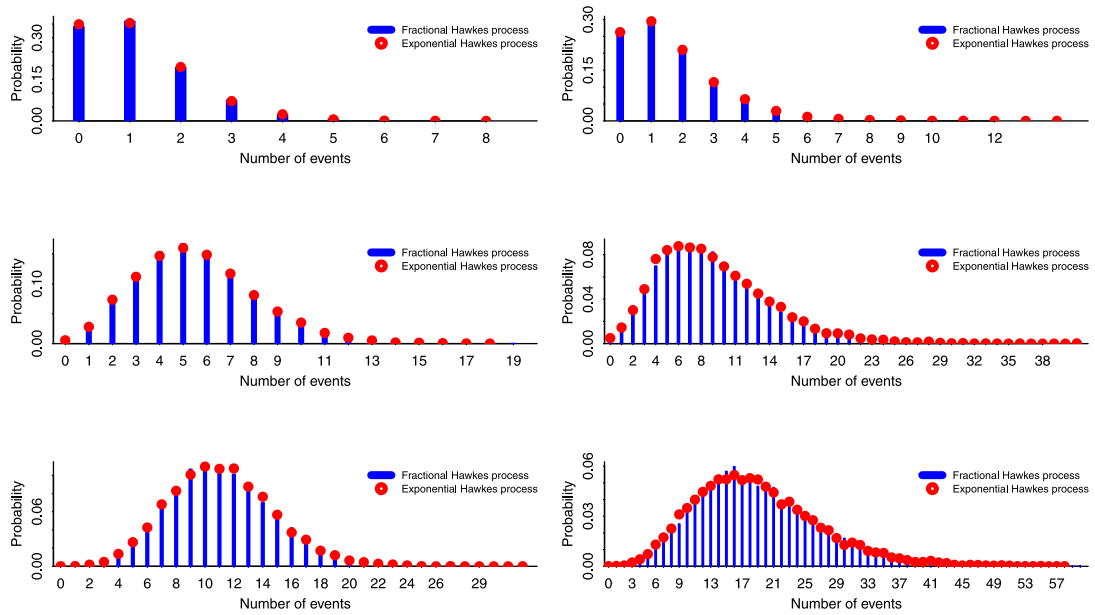 Probability
0.00 0.15 0.30
Fractional Hawkes process
Exponential Hawkes process
0 1 2 3 4 5 6 7 8
Number of events
Probability
0.00 0.15 0.30
Fractional Hawkes process
Exponential Hawkes process
0 1 2 3 4 5 6 7 8 9 10 12
Number of events
Probability
0.00 0.10
Fractional Hawkes process
Exponential Hawkes process
0 1 2 3 4 5 6 7 8 9 11 13 15 17 19
Number of events
Probability
0.00 0.04 0.08
Fractional Hawkes process
Exponential Hawkes process
0 2 4 6 8 11 14 17 20 23 26 29 32 35 38
Number of events
Probability
0.00 0.06
Fractional Hawkes process
Exponential Hawkes process
0 2 4 6 8 10 12 14 16 18 20 22 24 26 29
Number of events
Probability
0.00 0.03 0.06
Fractional Hawkes process
Exponential Hawkes process
0 3 6 9 13 17 21 25 29 33 37 41 45 49 53 57
Number of events